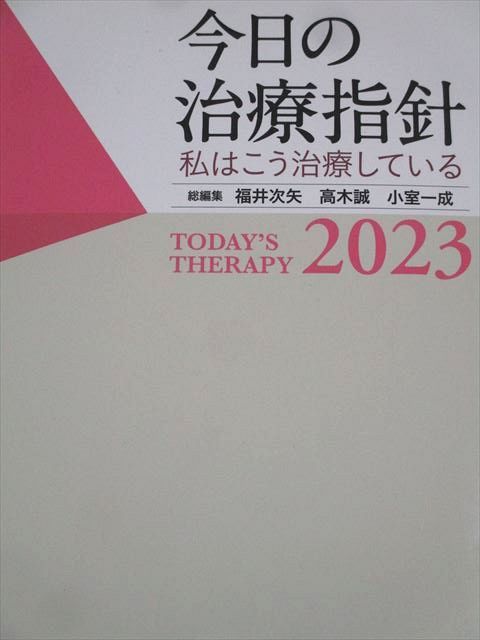 今日の
治療指針
私はこう治療している
総編集 福井次矢 高木誠 小室一成
TODAY'S
THERAPY 2023